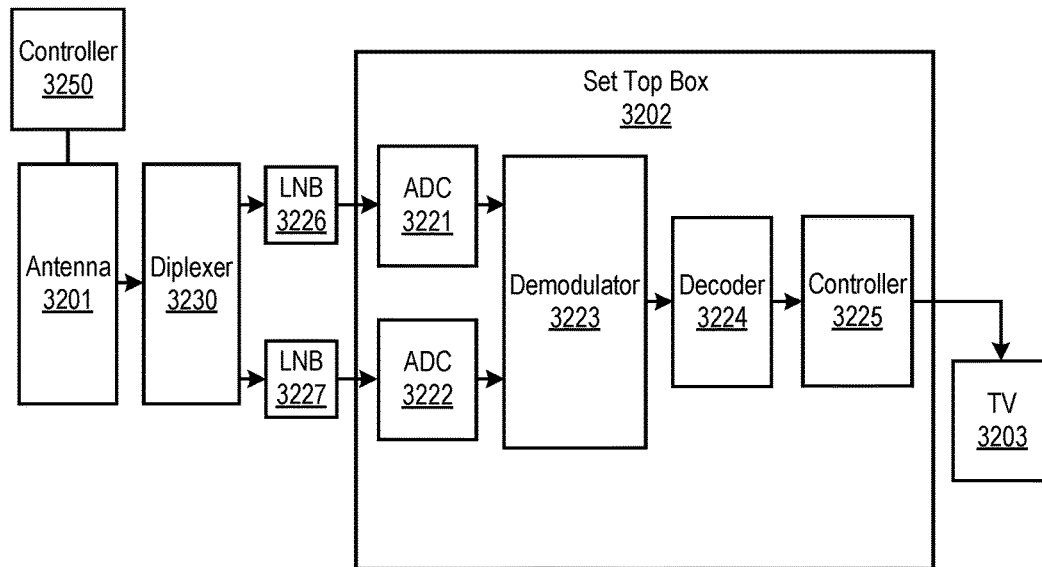 Controller
3250
Set Top Box
3202
Antenna
3201
Diplexer
3230
LNB
3226
LNB
3227
ADC
3221
ADC
3222
Demodulator
3223
Decoder
3224
Controller
3225
TV
3203